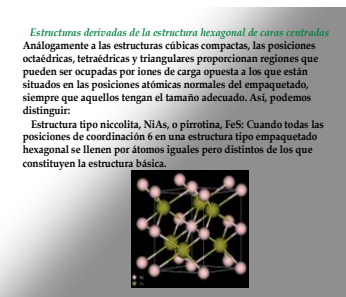 Estructuras derivadas de la estructura hexagonal de caras centradas
Análogamente a las estructuras cúbicas compactas, las posiciones
octaédricas, tetraédricas y triangulares proporcionan regiones que
pueden ser ocupadas por iones de carga opuesta a los que están
situados en las posiciones atómicas normales del empaquetado,
siempre que aquellos tengan el tamaño adecuado. Así, podemos
distinguir:
Estructura tipo niccolita, NiAs, o pirrotina, FeS: Cuando todas las
posiciones de coordinación 6 en una estructura tipo empaquetado
hexagonal se llenen por átomos iguales pero distintos de los que
constituyen la estructura básica.